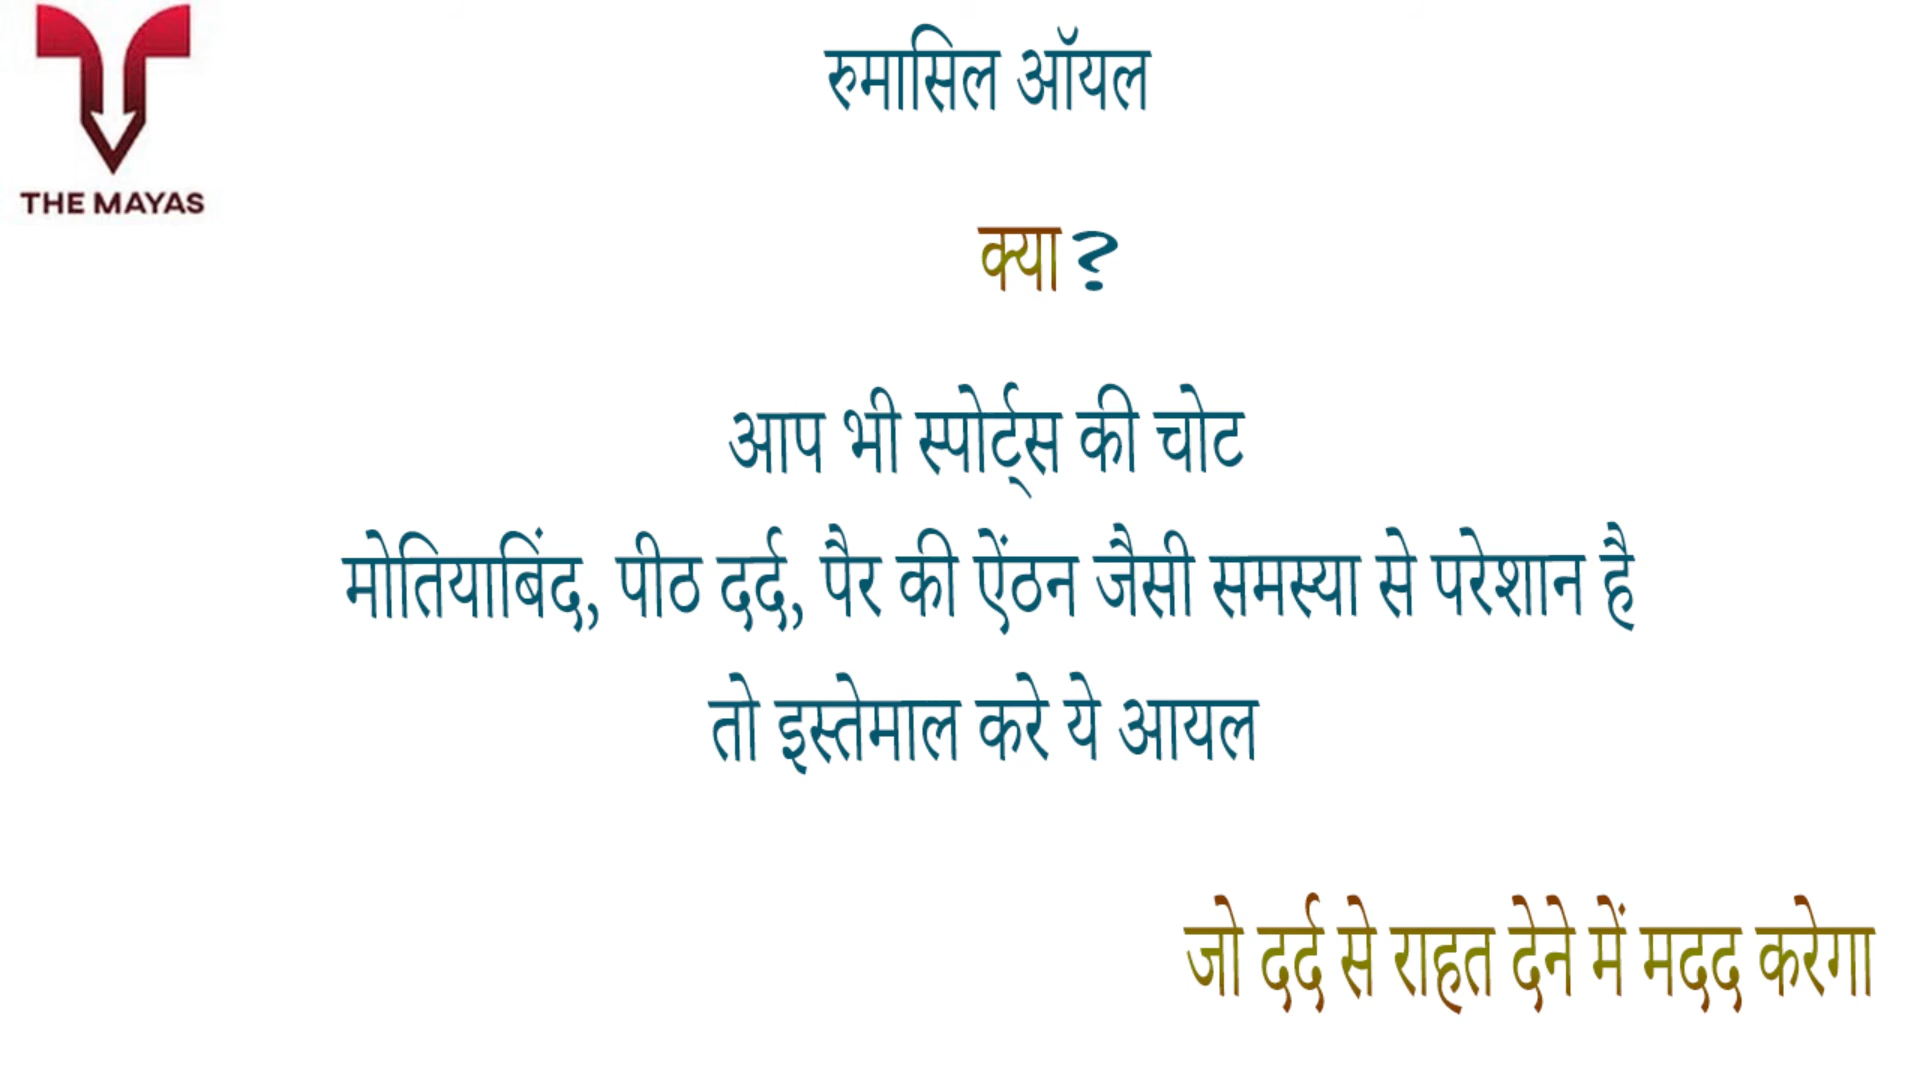 THE MAYAS
रुमासिल ऑयल
क्या?
आप भी स्पोर्ट्स की चोट
मोतियाबिंद, पीठ दर्द, पैर की ऐंठन जैसी समस्या से परेशान है
तो इस्तेमाल करे ये आयल
जो दर्द से राहत देने में मदद करेगा